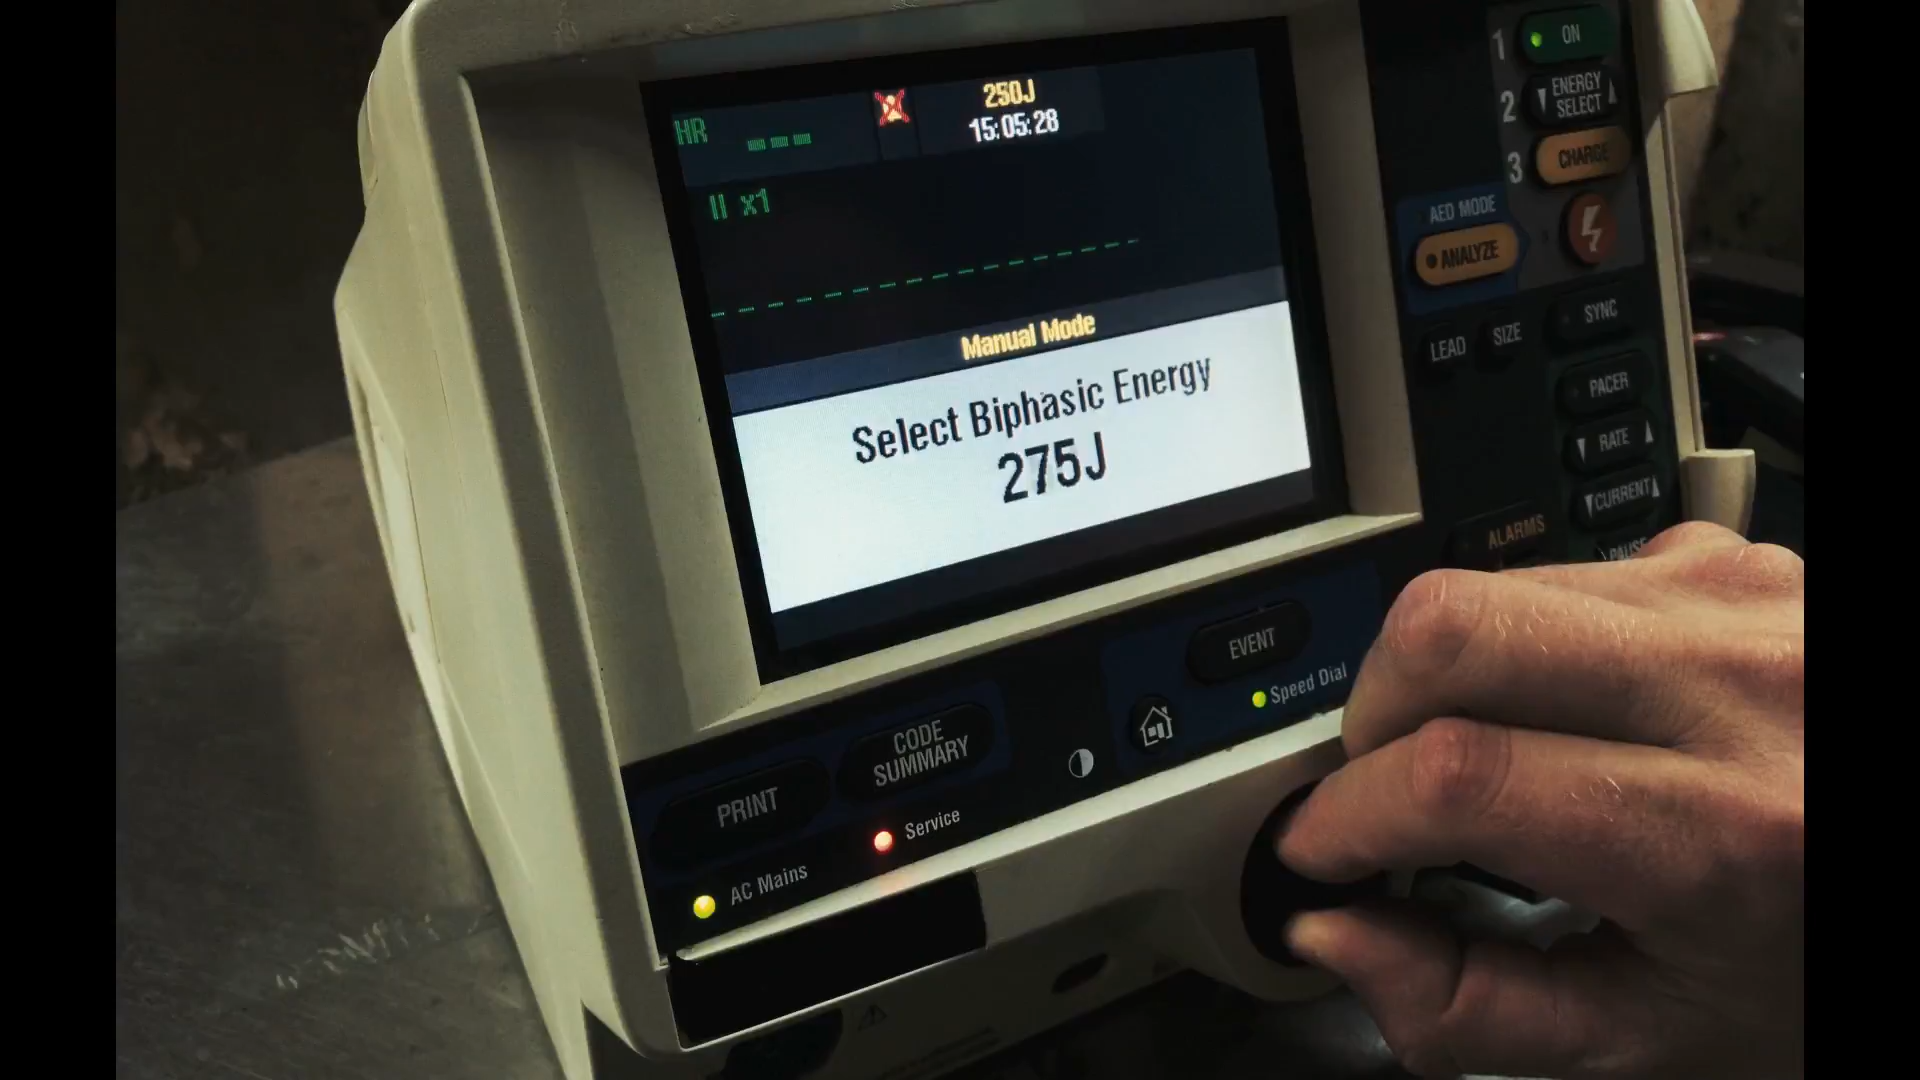 HR ---
250J
15:05:28
II x1
Manual Mode
Select Biphasic Energy
275J
1 ON
2 ENERGY
SELECT
3 CHARGE
AED MODE
ANALYZE
SYNC
LEAD
SIZE
PACER
RATE
CURRENT
ALARMS
PAUSE
EVENT
Speed Dial
CODE
SUMMARY
PRINT
Service
AC Mains